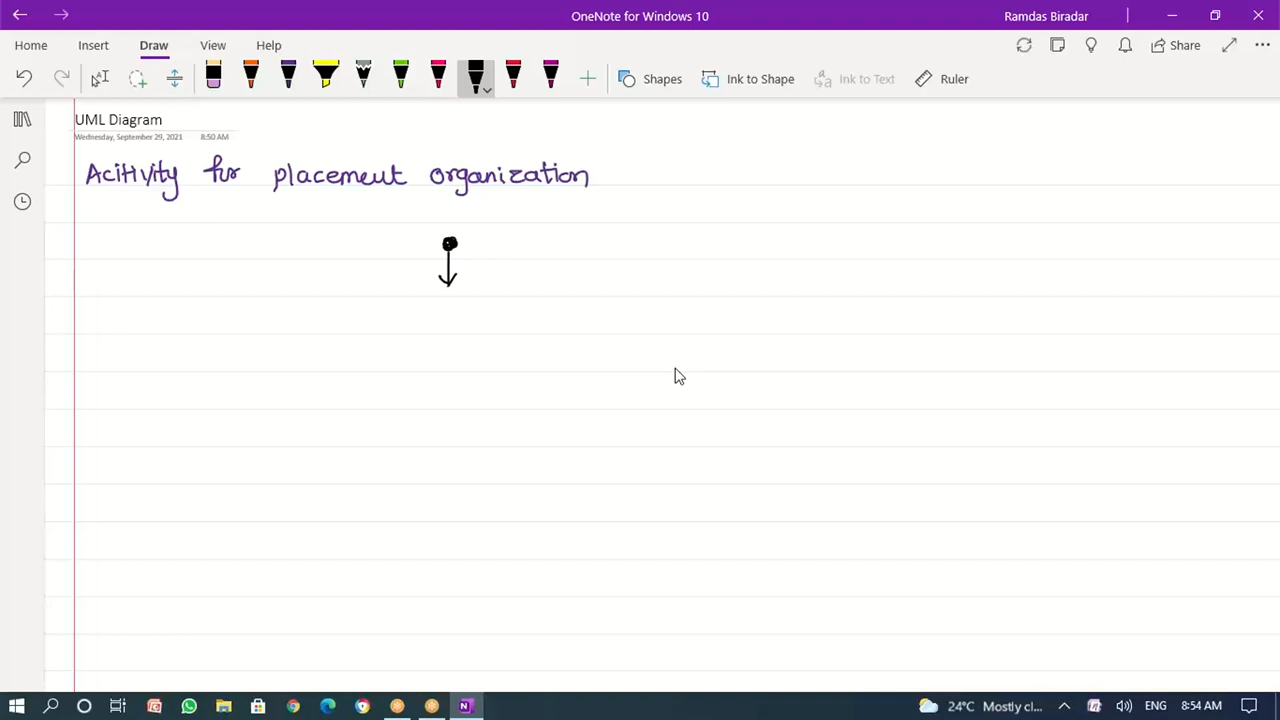 OneNote for Windows 10
Ramdas Biradar
Home Insert Draw View Help
Share
Shapes
Ink to Shape
Ink to Text
Ruler
UML Diagram
Wednesday, September 29, 2021 8:50 AM
Acitivity for placement organization
24°C Mostly cl...
ENG
8:54 AM